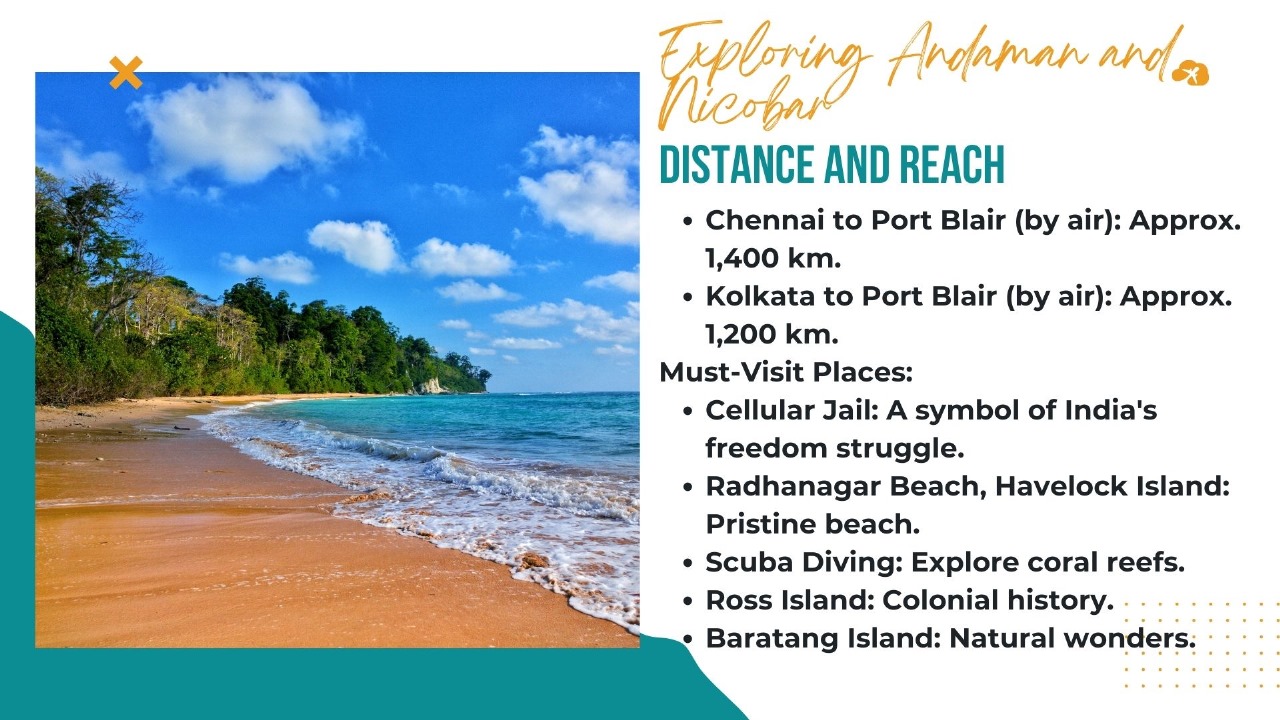 Exploring Andaman and
Nicobar
DISTANCE AND REACH
• Chennai to Port Blair (by air): Approx.
1,400 km.
• Kolkata to Port Blair (by air): Approx.
1,200 km.
Must-Visit Places:
• Cellular Jail: A symbol of India's
freedom struggle.
• Radhanagar Beach, Havelock Island:
Pristine beach.
• Scuba Diving: Explore coral reefs.
• Ross Island: Colonial history.
• Baratang Island: Natural wonders.